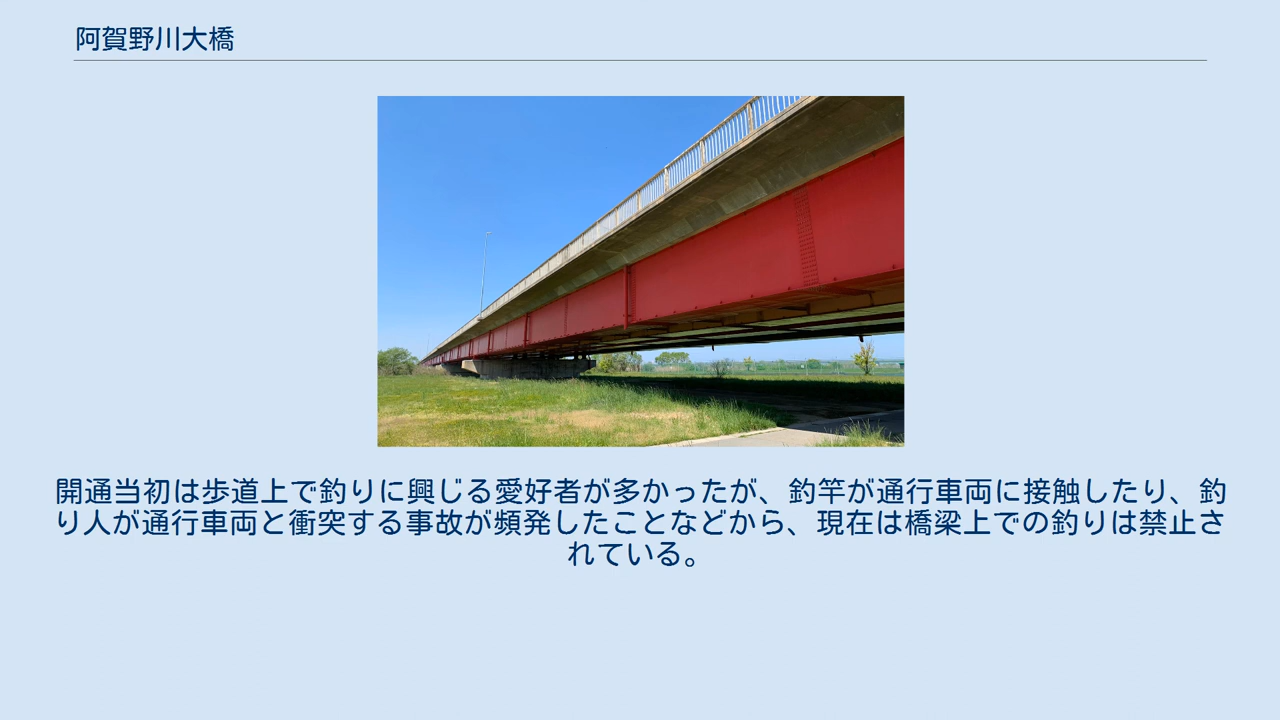 阿賀野川大橋
開通当初は歩道上で釣りに興じる愛好者が多かったが、釣竿が通行車両に接触したり、釣
り人が通行車両と衝突する事故が頻発したことなどから、現在は橋梁上での釣りは禁止さ
れている。